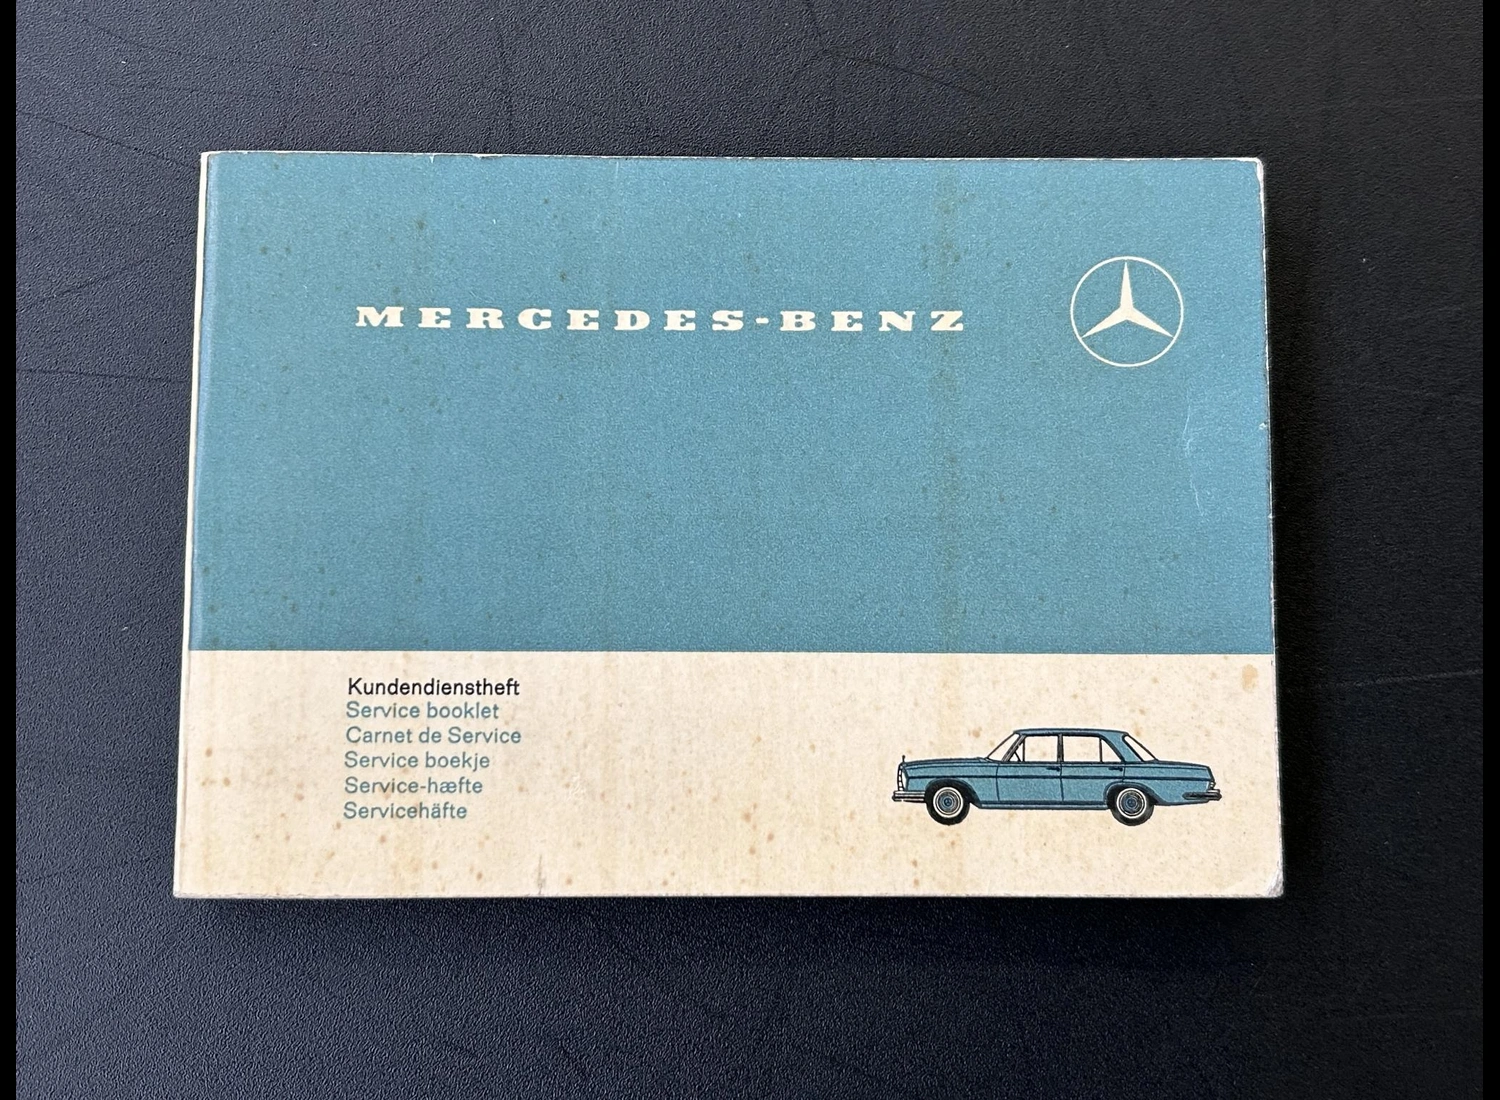 MERCEDES-BENZ
Kundendienstheft
Service booklet
Carnet de Service
Service boekje
Service-hæfte
Servicehäfte